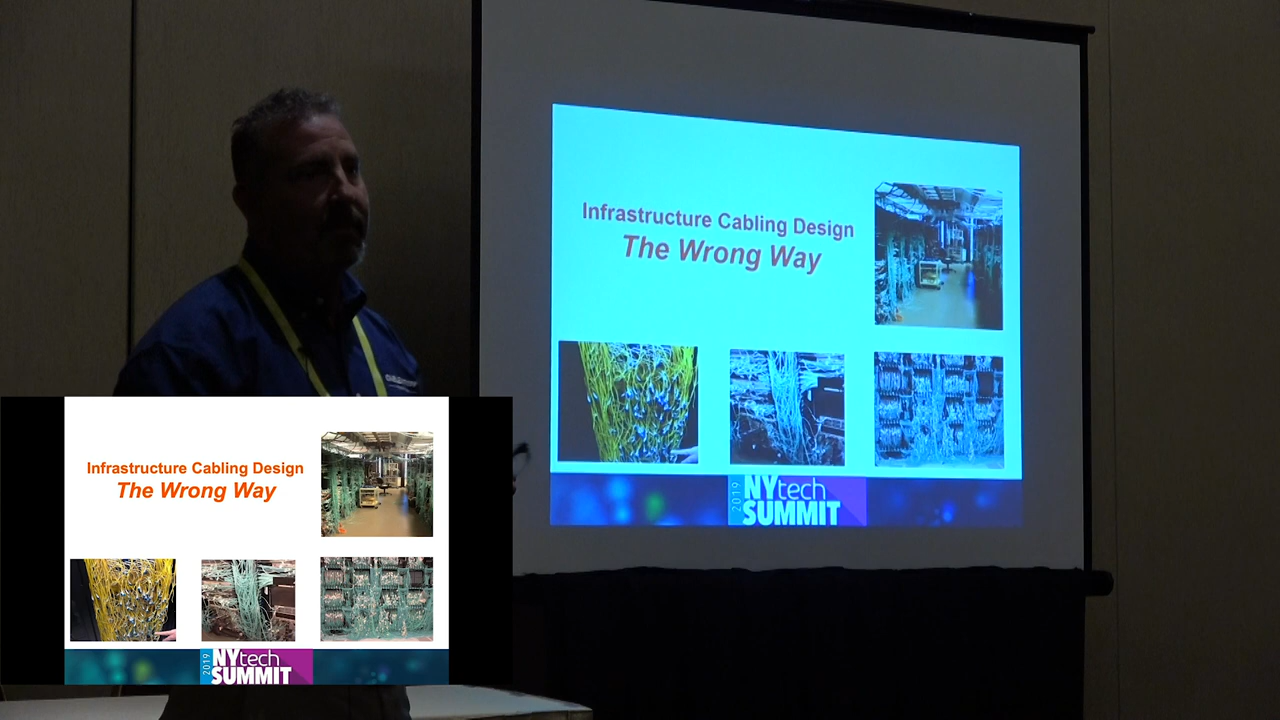 Infrastructure Cabling Design
The Wrong Way
2019
NYtech
SUMMIT
Infrastructure Cabling Design
The Wrong Way
2019
NYtech
SUMMIT